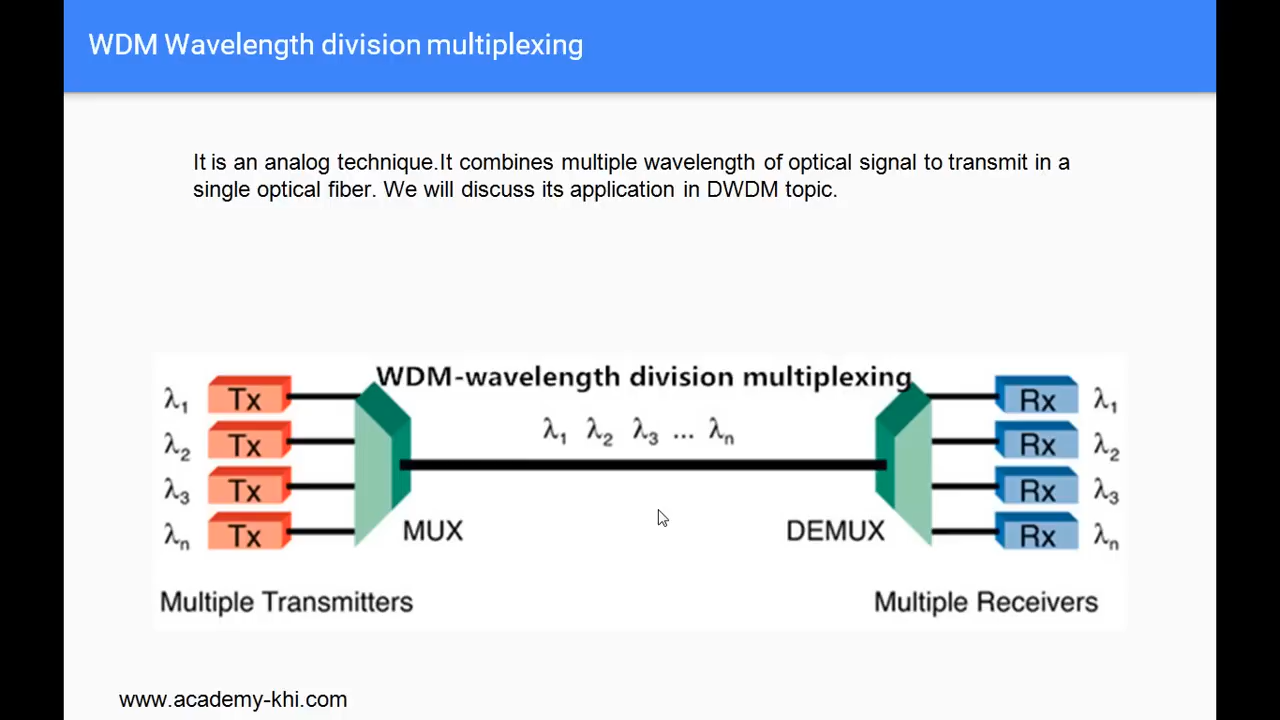 WDM Wavelength division multiplexing
It is an analog technique.It combines multiple wavelength of optical signal to transmit in a
single optical fiber. We will discuss its application in DWDM topic.
WDM-wavelength division multiplexing
λ1 Tx Rx λ1
λ1 λ2 λ3 ... λn
λ2 Tx Rx λ2
λ3 Tx Rx λ3
λn Tx MUX DEMUX Rx λn
Multiple Transmitters Multiple Receivers
www.academy-khi.com